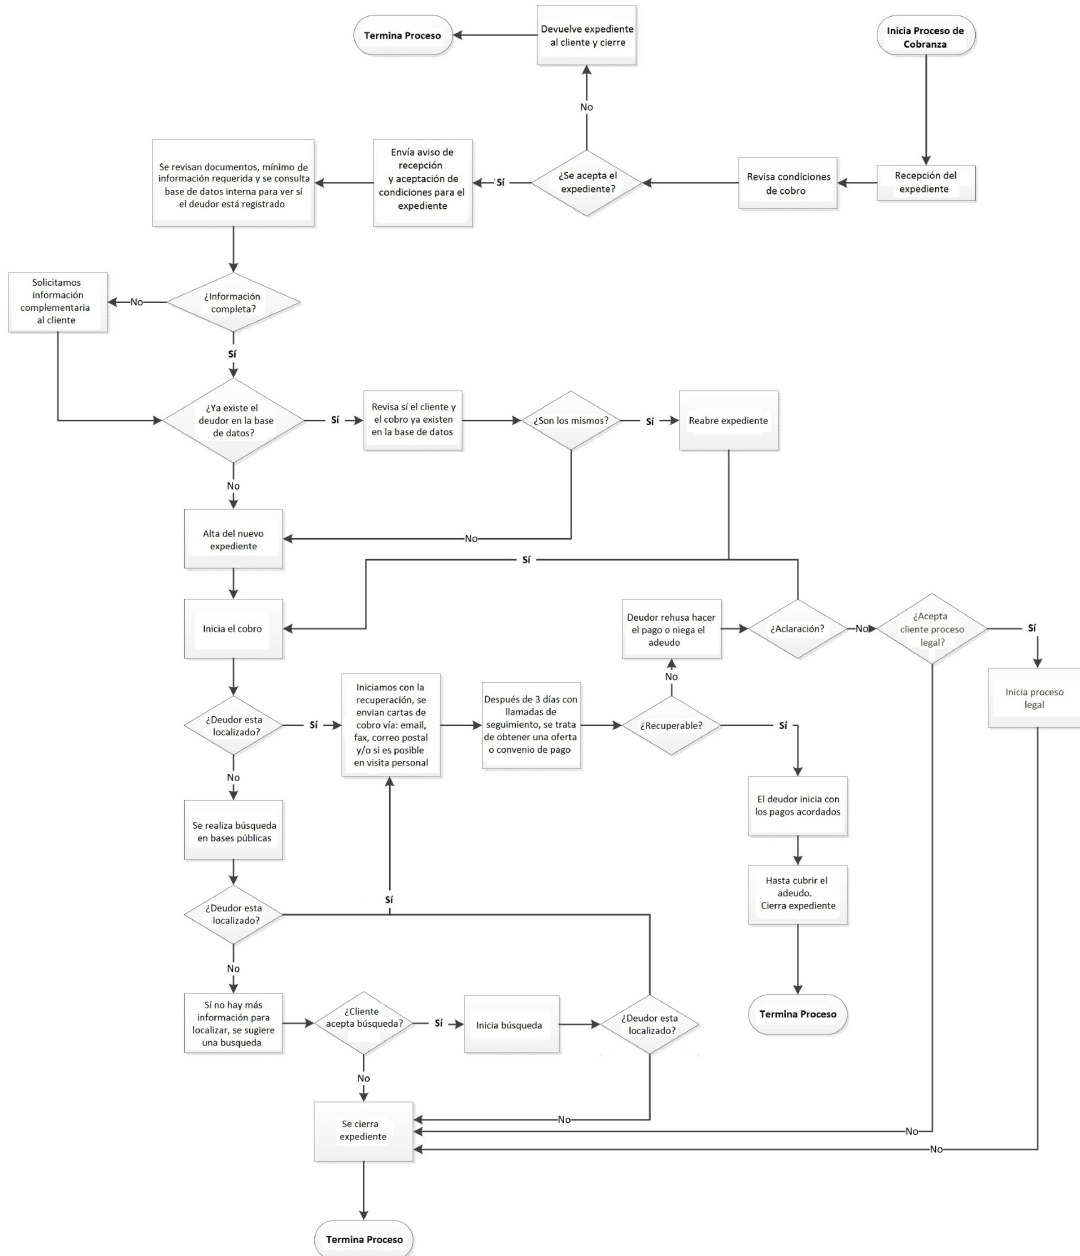 Inicia Proceso de
Cobranza
Recepción del
expediente
Revisa condiciones
de cobro
¿Se acepta el
expediente?
No
Devuelve expediente
al cliente y cierre
Termina Proceso
Sí
Envía aviso de
recepción
y aceptación de
condiciones para el
expediente
Se revisan documentos, mínimo de
información requerida y se consulta
base de datos interna para ver si
el deudor está registrado
¿Información
completa?
No
Solicitamos
información
complementaria
al cliente
Sí
¿Ya existe el
deudor en la base
de datos?
Sí
Revisa sí el cliente y
el cobro ya existen
en la base de datos
¿Son los mismos?
Sí
Reabre expediente
No
No
Alta del nuevo
expediente
Sí
Inicia el cobro
Deudor rehusa hacer
el pago o niega el
adeudo
¿Aclaración?
No
¿Acepta
cliente proceso
legal?
Sí
Inicia proceso
legal
¿Deudor esta
localizado?
Sí
Iniciamos con la
recuperación, se
envian cartas de
cobro vía: email,
fax, correo postal
y/o si es posible
en visita personal
Después de 3 días con
llamadas de
seguimiento, se trata
de obtener una oferta
o convenio de pago
No
¿Recuperable?
Sí
El deudor inicia con
los pagos acordados
Hasta cubrir el
adeudo.
Cierra expediente
Termina Proceso
No
Se realiza búsqueda
en bases públicas
¿Deudor esta
localizado?
Sí
No
Sí no hay más
información para
localizar, se sugiere
una busqueda
¿Cliente
acepta búsqueda?
Sí
Inicia búsqueda
¿Deudor esta
localizado?
No
No
No
No
Se cierra
expediente
Termina Proceso